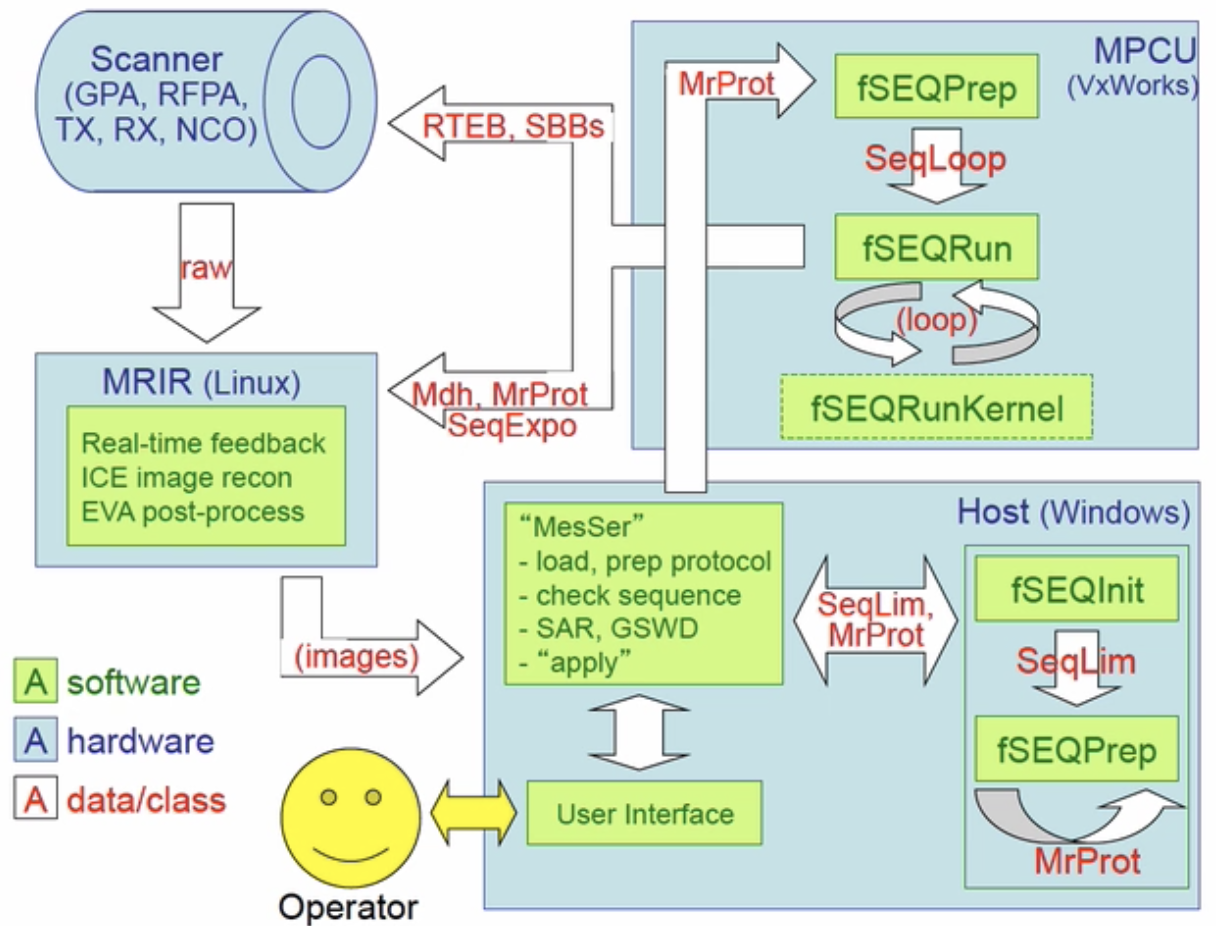 Scanner
(GPA, RFPA,
TX, RX, NCO)
RTEB, SBBs
MrProt
MPCU
(VxWorks)
fSEQPrep
SeqLoop
fSEQRun
(loop)
fSEQRunKernel
raw
Mdh, MrProt
SeqExpo
MRIR (Linux)
Real-time feedback
ICE image recon
EVA post-process
Host (Windows)
“MesSer”
- load, prep protocol
- check sequence
- SAR, GSWD
- “apply”
SeqLim,
MrProt
fSEQInit
SeqLim
fSEQPrep
MrProt
(images)
User Interface
A software
A hardware
A data/class
Operator